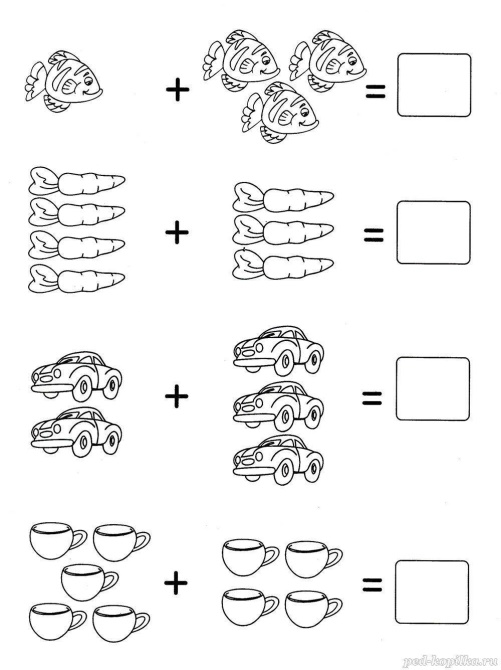 + =
+ =
+ =
+ =
ped-kopilka.ru